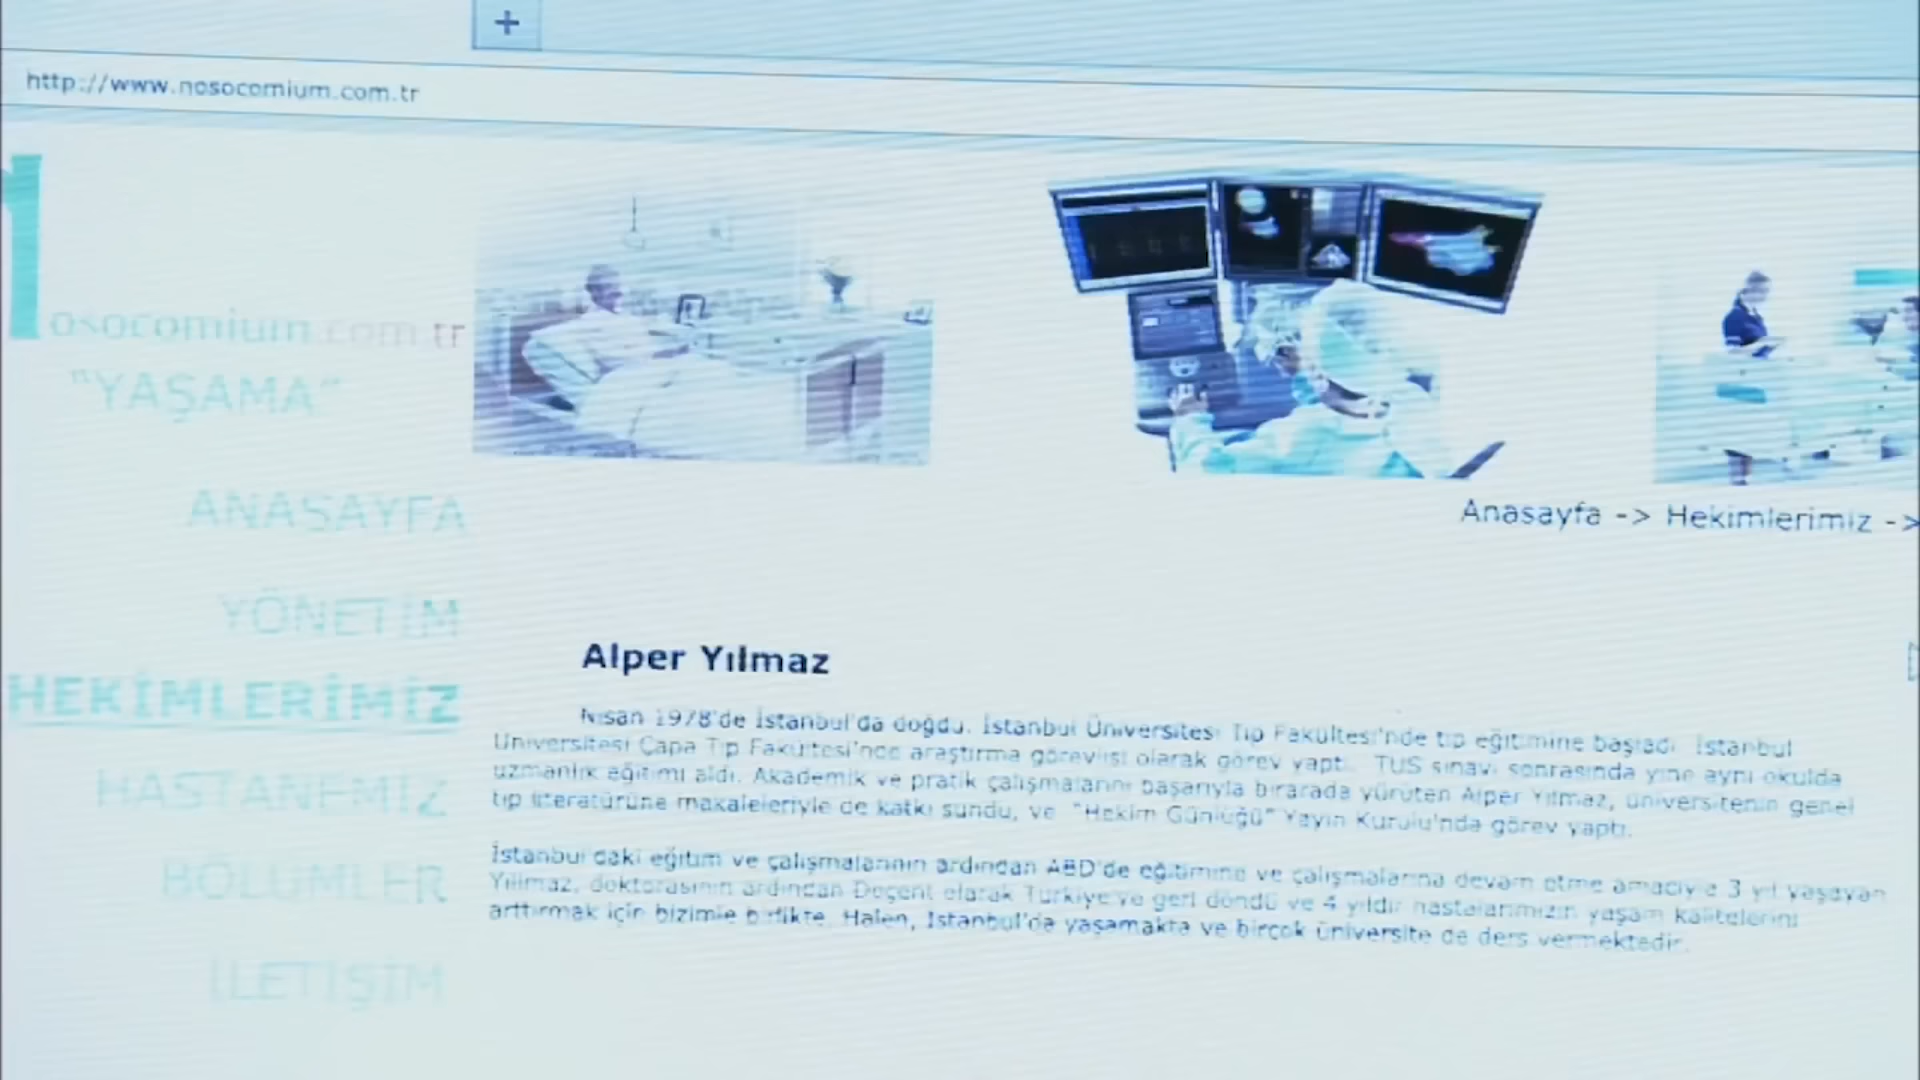 +
http://www.nosocomium.com.tr
osocomium.com.tr
"YAŞAMA"
ANASAYFA
YÖNETİM
HEKİMLERİMİZ
HASTANEMİZ
BÖLÜMLER
İLETİŞİM
Anasayfa -> Hekimlerimiz ->
Alper Yılmaz
Nisan 1978'de İstanbul'da doğdu. İstanbul Üniversitesi Tıp Fakültesi'nde tıp eğitimine başladı. İstanbul
Üniversitesi Çapa Tıp Fakültesi'nde araştırma görevlisi olarak görev yaptı. TUS sınavı sonrasında yine aynı okulda
uzmanlık eğitimi aldı. Akademik ve pratik çalışmalarını başarıyla birarada yürüten Alper Yılmaz, üniversitenin genel
tıp literatürüne makaleleriyle de katkı sundu, ve "Hekim Günlüğü" Yayın Kurulu'nda görev yaptı.
İstanbul'daki eğitim ve çalışmalarının ardından ABD'de eğitimine ve çalışmalarına devam etme amacıyla 3 yıl yaşayan
Yılmaz, doktorasının ardından Doçent olarak Türkiye'ye geri döndü ve 4 yıldır hastalarımızın yaşam kalitelerini
arttırmak için bizimle birlikte. Halen, İstanbul'da yaşamakta ve birçok üniversite de ders vermektedir.